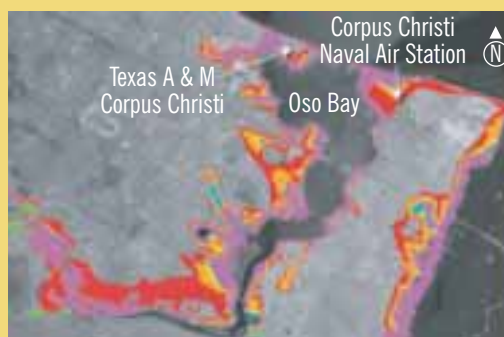 Corpus Christi
Naval Air Station
N
Texas A & M
Corpus Christi
Oso Bay